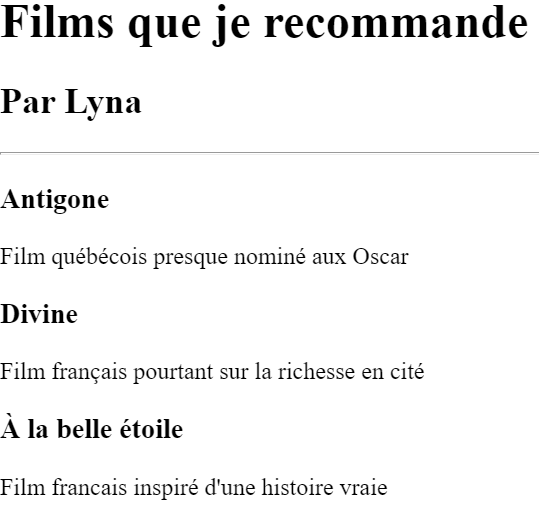 Films que je recommande
Par Lyna
Antigone
Film québécois presque nominé aux Oscar
Divine
Film français pourtant sur la richesse en cité
À la belle étoile
Film francais inspiré d'une histoire vraie